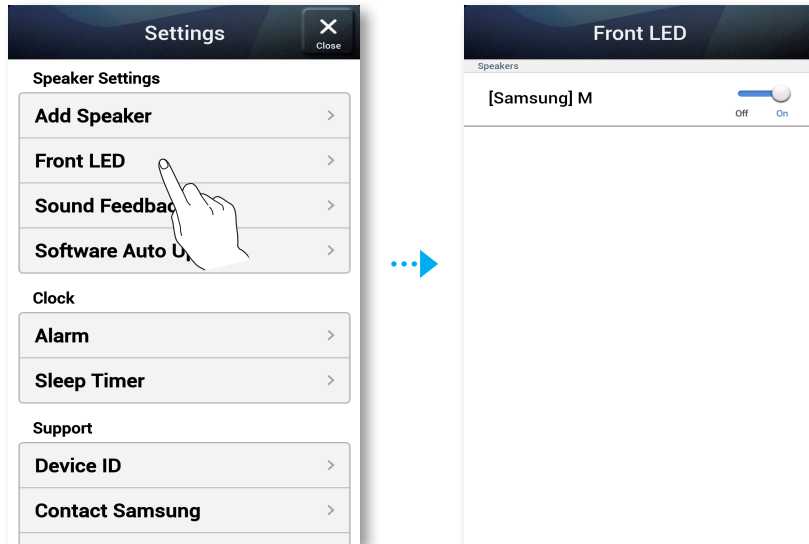 Settings
Close
Speaker Settings
Add Speaker
Front LED
Sound Feedbac
Software Auto Up
Clock
Alarm
Sleep Timer
Support
Device ID
Contact Samsung
Front LED
Speakers
[Samsung] M
Off On